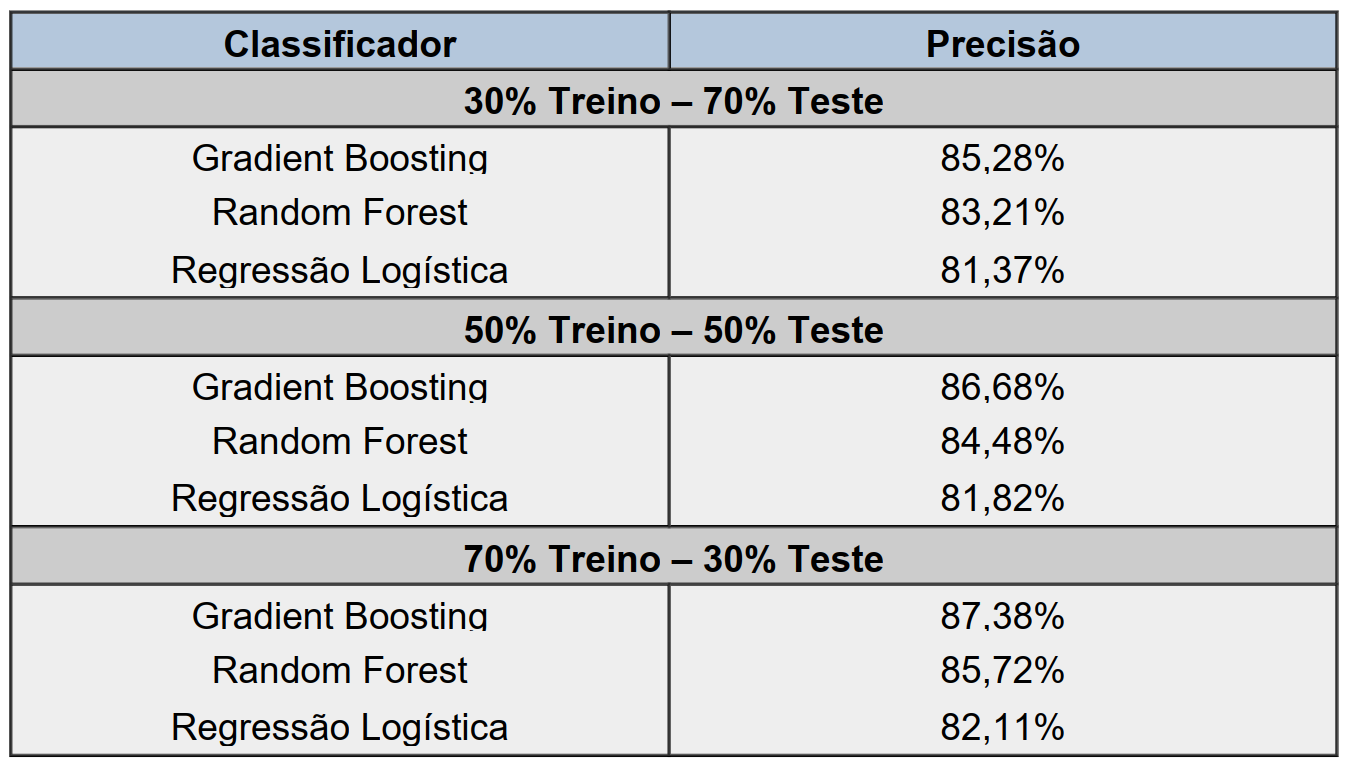 Classificador Precisão
30% Treino – 70% Teste
Gradient Boosting 85,28%
Random Forest 83,21%
Regressão Logística 81,37%
50% Treino – 50% Teste
Gradient Boosting 86,68%
Random Forest 84,48%
Regressão Logística 81,82%
70% Treino – 30% Teste
Gradient Boosting 87,38%
Random Forest 85,72%
Regressão Logística 82,11%